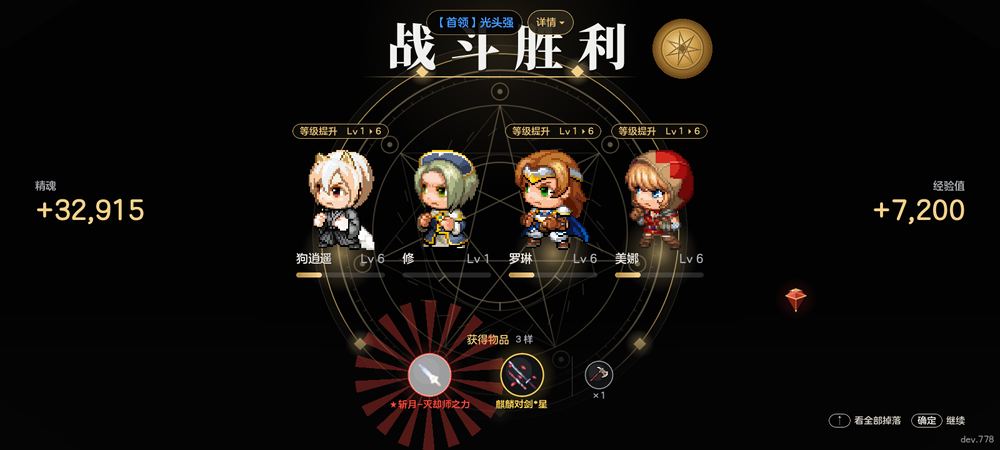 【首领】光头强
详情
战斗胜利
等级提升 Lv 1 ▸ 6
等级提升 Lv 1 ▸ 6
等级提升 Lv 1 ▸ 6
精魂
+32,915
经验值
+7,200
狗逍遥 Lv 6
修 Lv 1
罗琳 Lv 6
美娜 Lv 6
获得物品 3 样
★斩月-灭却师之力
麒麟对剑*星
×1
↑ 看全部掉落 确定 继续
dev.778